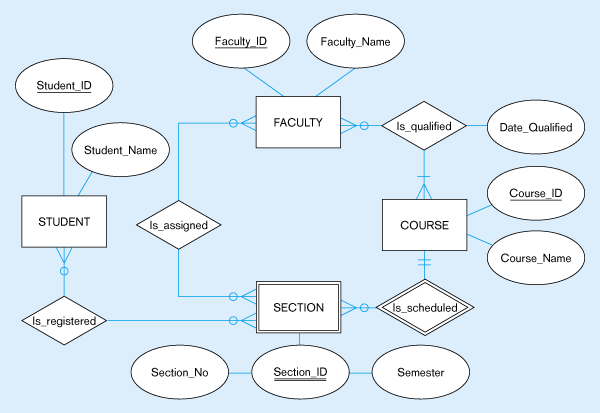 Faculty_ID
Faculty_Name
Student_ID
Student_Name
FACULTY
Is_qualified
Date_Qualified
Course_ID
STUDENT
Is_assigned
COURSE
Course_Name
Is_registered
SECTION
Is_scheduled
Section_No
Section_ID
Semester